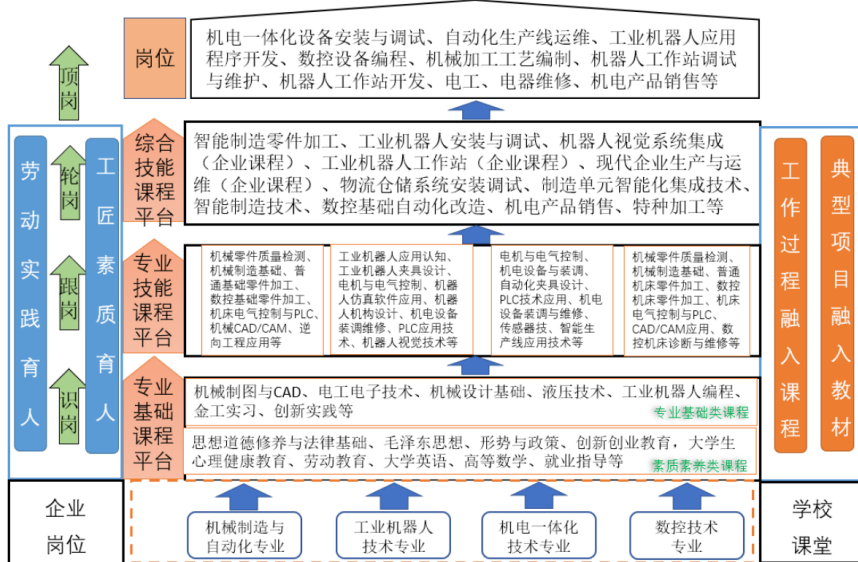 岗位
机电一体化设备安装与调试、自动化生产线运维、工业机器人应用
程序开发、数控设备编程、机械加工工艺编制、机器人工作站调试
与维护、机器人工作站开发、电工、电器维修、机电产品销售等
顶岗
轮岗
跟岗
识岗
劳动实践育人
工匠素质育人
综合
技能
课程
平台
智能制造零件加工、工业机器人安装与调试、机器人视觉系统集成
（企业课程）、工业机器人工作站（企业课程）、现代企业生产与运
维（企业课程）、物流仓储系统安装调试、制造单元智能化集成技术、
智能制造技术、数控基础自动化改造、机电产品销售、特种加工等
专业
技能
课程
平台
机械零件质量检测、
机械制造基础、普
通基础零件加工、
数控基础零件加工、
机床电气控制与PLC、
机械CAD/CAM、逆
向工程应用等
工业机器人应用认知、
工业机器人夹具设计、
电机与电气控制、机器
人仿真软件应用、机器
人机构设计、机电设备
装调维修、PLC应用技
术、机器人视觉技术等
电机与电气控制、
机电设备与装调、
自动化夹具设计、
PLC技术应用、机电
设备装调与维修、
传感器技、智能生
产线应用技术等
机械零件质量检测、
机械制造基础、普通
机床零件加工、数控
机床零件加工、机床
电气控制与PLC、
CAD/CAM应用、数
控机床诊断与维修等
专业
基础
课程
平台
机械制图与CAD、电工电子技术、机械设计基础、液压技术、工业机器人编程、
金工实习、创新实践等
专业基础类课程
思想道德修养与法律基础、毛泽东思想、形势与政策、创新创业教育，大学生
心理健康教育、劳动教育、大学英语、高等数学、就业指导等
素质素养类课程
工作过程融入课程
典型项目融入教材
企业
岗位
机械制造与
自动化专业
工业机器人
技术专业
机电一体化
技术专业
数控技术
专业
学校
课堂